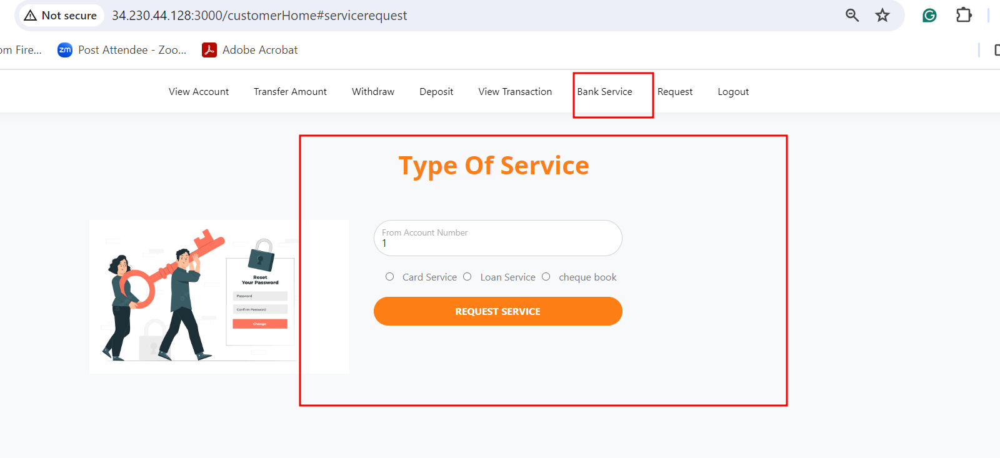 Not secure 34.230.44.128:3000/customerHome#servicerequest
om Fire... zm Post Attendee - Zoo... Adobe Acrobat
View Account Transfer Amount Withdraw Deposit View Transaction Bank Service Request Logout
Type Of Service
From Account Number
1
Card Service Loan Service cheque book
REQUEST SERVICE
Reset
Your Password
Password
Confirm Password
Change